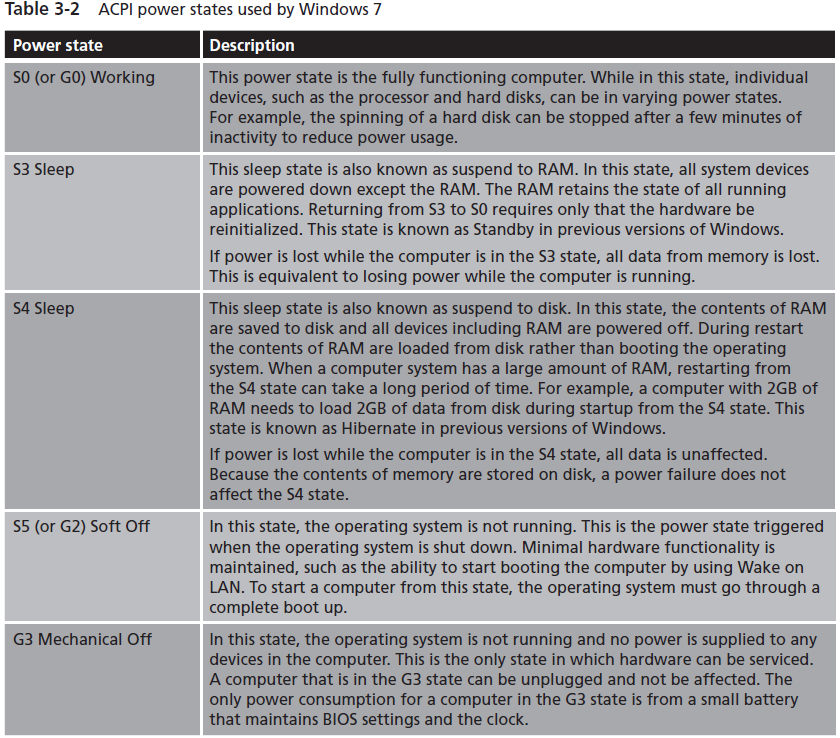 Table 3-2 ACPI power states used by Windows 7
Power state Description
S0 (or G0) Working
This power state is the fully functioning computer. While in this state, individual
devices, such as the processor and hard disks, can be in varying power states.
For example, the spinning of a hard disk can be stopped after a few minutes of
inactivity to reduce power usage.
S3 Sleep
This sleep state is also known as suspend to RAM. In this state, all system devices
are powered down except the RAM. The RAM retains the state of all running
applications. Returning from S3 to S0 requires only that the hardware be
reinitialized. This state is known as Standby in previous versions of Windows.
If power is lost while the computer is in the S3 state, all data from memory is lost.
This is equivalent to losing power while the computer is running.
S4 Sleep
This sleep state is also known as suspend to disk. In this state, the contents of RAM
are saved to disk and all devices including RAM are powered off. During restart
the contents of RAM are loaded from disk rather than booting the operating
system. When a computer system has a large amount of RAM, restarting from
the S4 state can take a long period of time. For example, a computer with 2GB of
RAM needs to load 2GB of data from disk during startup from the S4 state. This
state is known as Hibernate in previous versions of Windows.
If power is lost while the computer is in the S4 state, all data is unaffected.
Because the contents of memory are stored on disk, a power failure does not
affect the S4 state.
S5 (or G2) Soft Off
In this state, the operating system is not running. This is the power state triggered
when the operating system is shut down. Minimal hardware functionality is
maintained, such as the ability to start booting the computer by using Wake on
LAN. To start a computer from this state, the operating system must go through a
complete boot up.
G3 Mechanical Off
In this state, the operating system is not running and no power is supplied to any
devices in the computer. This is the only state in which hardware can be serviced.
A computer that is in the G3 state can be unplugged and not be affected. The
only power consumption for a computer in the G3 state is from a small battery
that maintains BIOS settings and the clock.